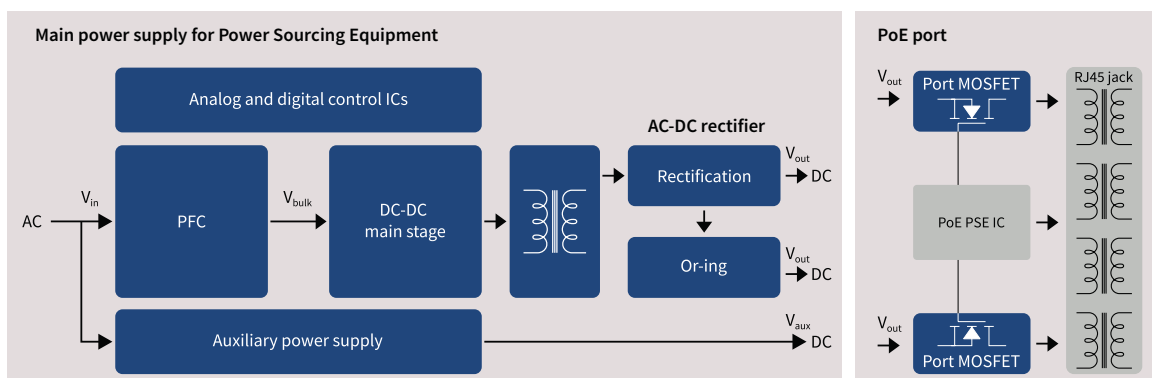 Main power supply for Power Sourcing Equipment
Analog and digital control ICs
AC
Vin
PFC
Vbulk
DC-DC
main stage
AC-DC rectifier
Rectification
Vout
DC
Or-ing
Vout
DC
Auxiliary power supply
Vaux
DC
PoE port
Vout
Port MOSFET
RJ45 jack
PoE PSE IC
Vout
Port MOSFET